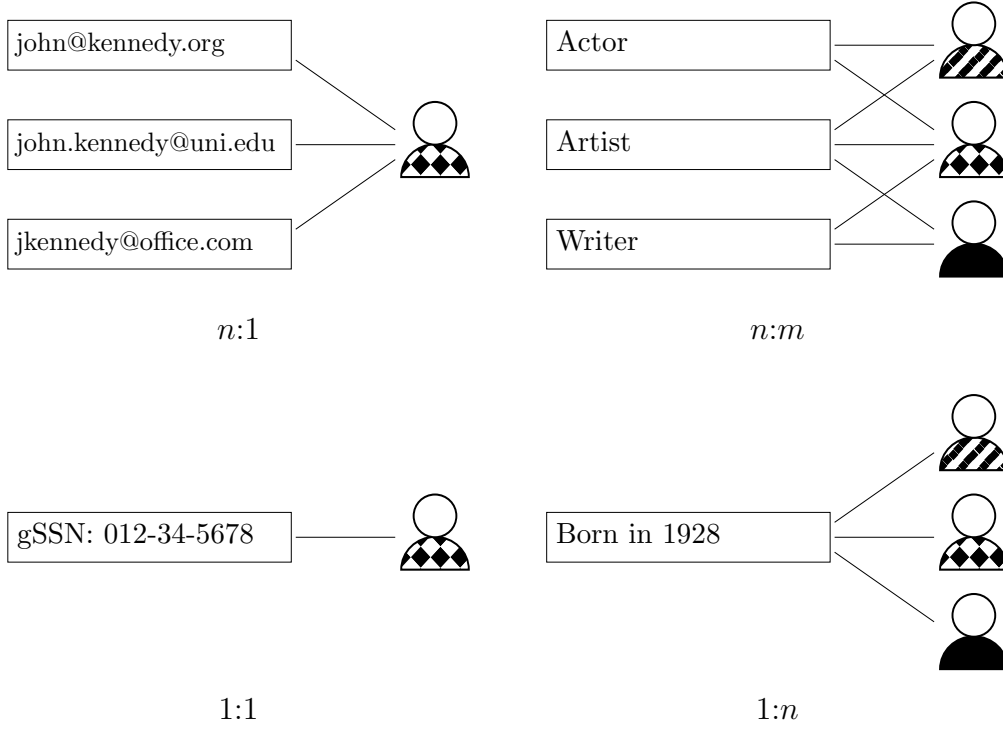 john@kennedy.org
john.kennedy@uni.edu
jkennedy@office.com
n:1
Actor
Artist
Writer
n:m
gSSN: 012-34-5678
1:1
Born in 1928
1:n